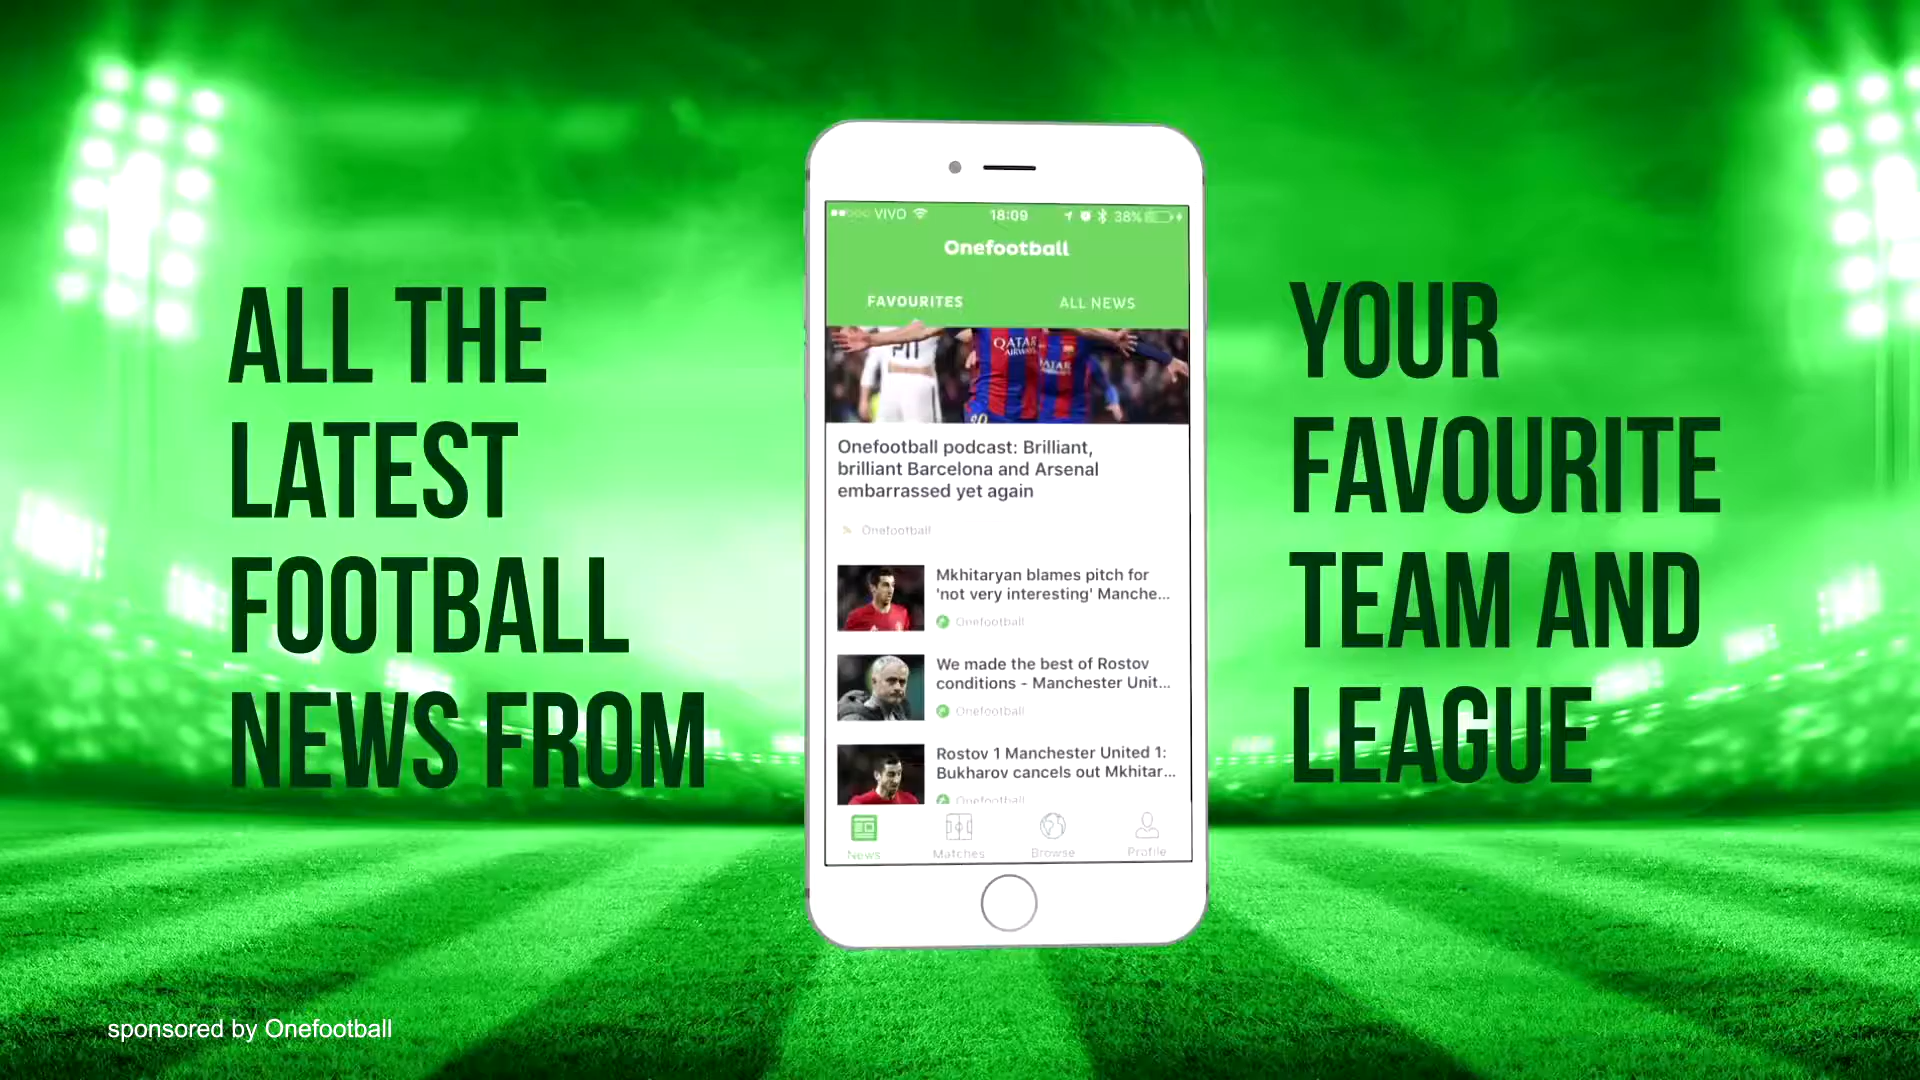 ALL THE
LATEST
FOOTBALL
NEWS FROM
VIVO 18:09 38%
Onefootball
FAVOURITES ALL NEWS
QATAR
AIRWAYS
Onefootball podcast: Brilliant,
brilliant Barcelona and Arsenal
embarrassed yet again
Onefootball
Mkhitaryan blames pitch for
'not very interesting' Manche...
Onefootball
We made the best of Rostov
conditions - Manchester Unit...
Onefootball
Rostov 1 Manchester United 1:
Bukharov cancels out Mkhitar...
Onefootball
News Matches Browse Profile
YOUR
FAVOURITE
TEAM AND
LEAGUE
sponsored by Onefootball